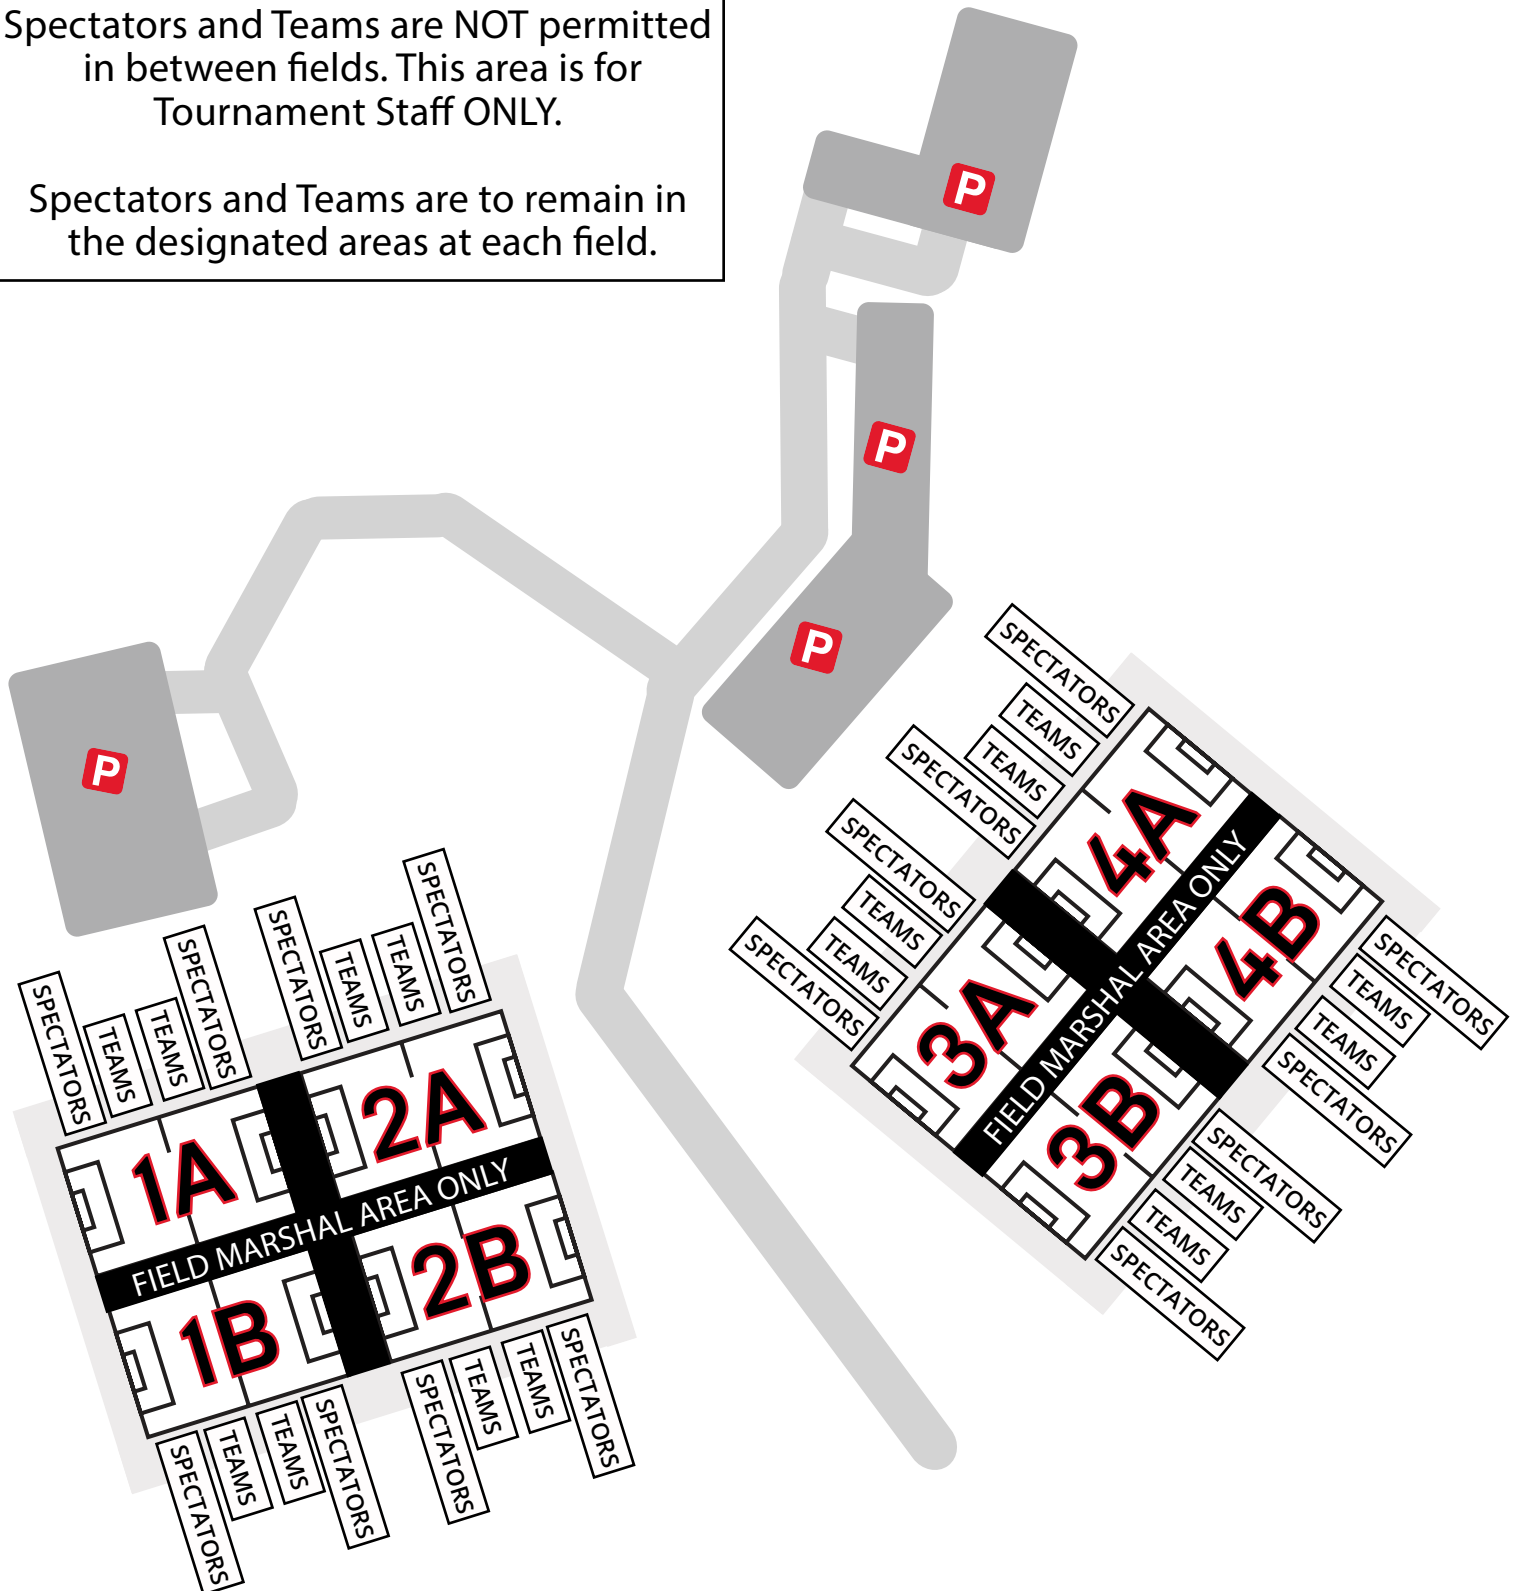 Spectators and Teams are NOT permitted
in between fields. This area is for
Tournament Staff ONLY.
Spectators and Teams are to remain in
the designated areas at each field.
P
P
P
P
SPECTATORS
TEAMS
TEAMS
SPECTATORS
SPECTATORS
TEAMS
TEAMS
SPECTATORS
4A
4B
3A
3B
FIELD MARSHAL AREA ONLY
SPECTATORS
TEAMS
TEAMS
SPECTATORS
SPECTATORS
TEAMS
TEAMS
SPECTATORS
SPECTATORS
TEAMS
TEAMS
SPECTATORS
SPECTATORS
TEAMS
TEAMS
SPECTATORS
1A
2A
FIELD MARSHAL AREA ONLY
1B
2B
SPECTATORS
TEAMS
TEAMS
SPECTATORS
SPECTATORS
TEAMS
TEAMS
SPECTATORS